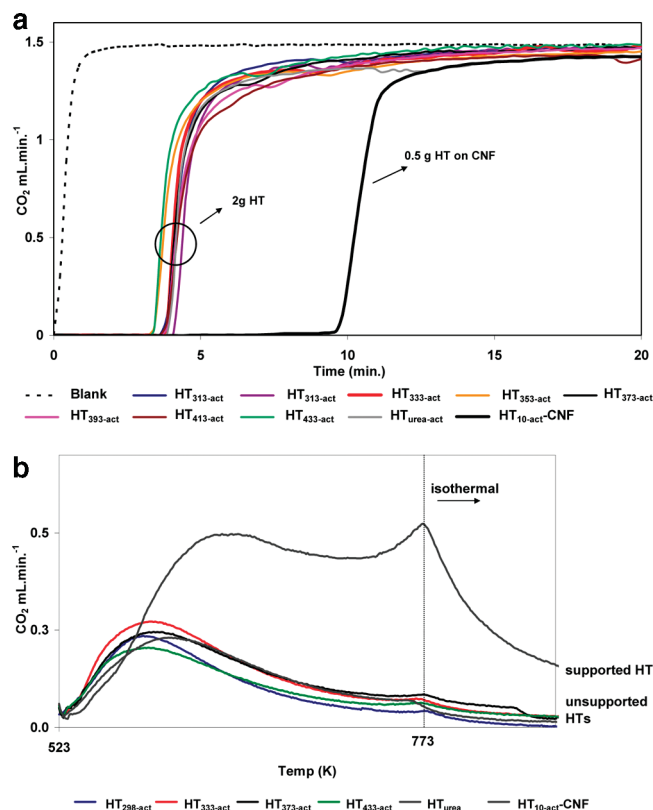 a
1.5
1
0.5
0
CO2 mL.min.-1
0.5 g HT on CNF
2g HT
0 5 10 15 20
Time (min.)
Blank HT313-act HT313-act HT333-act HT353-act HT373-act
HT393-act HT413-act HT433-act HTurea-act HT10-act-CNF
b
isothermal
0.5
0.3
0.0
CO2 mL.min.-1
supported HT
unsupported
HTs
523 773
Temp (K)
HT298-act HT333-act HT373-act HT433-act HTurea HT10-act-CNF